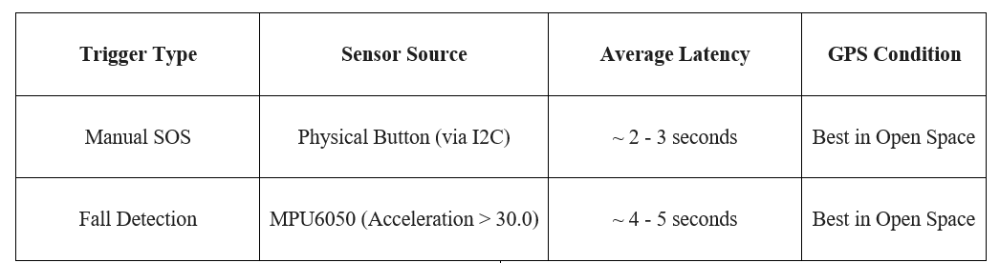 Trigger Type Sensor Source Average Latency GPS Condition
Manual SOS Physical Button (via I2C) ~ 2 - 3 seconds Best in Open Space
Fall Detection MPU6050 (Acceleration > 30.0) ~ 4 - 5 seconds Best in Open Space